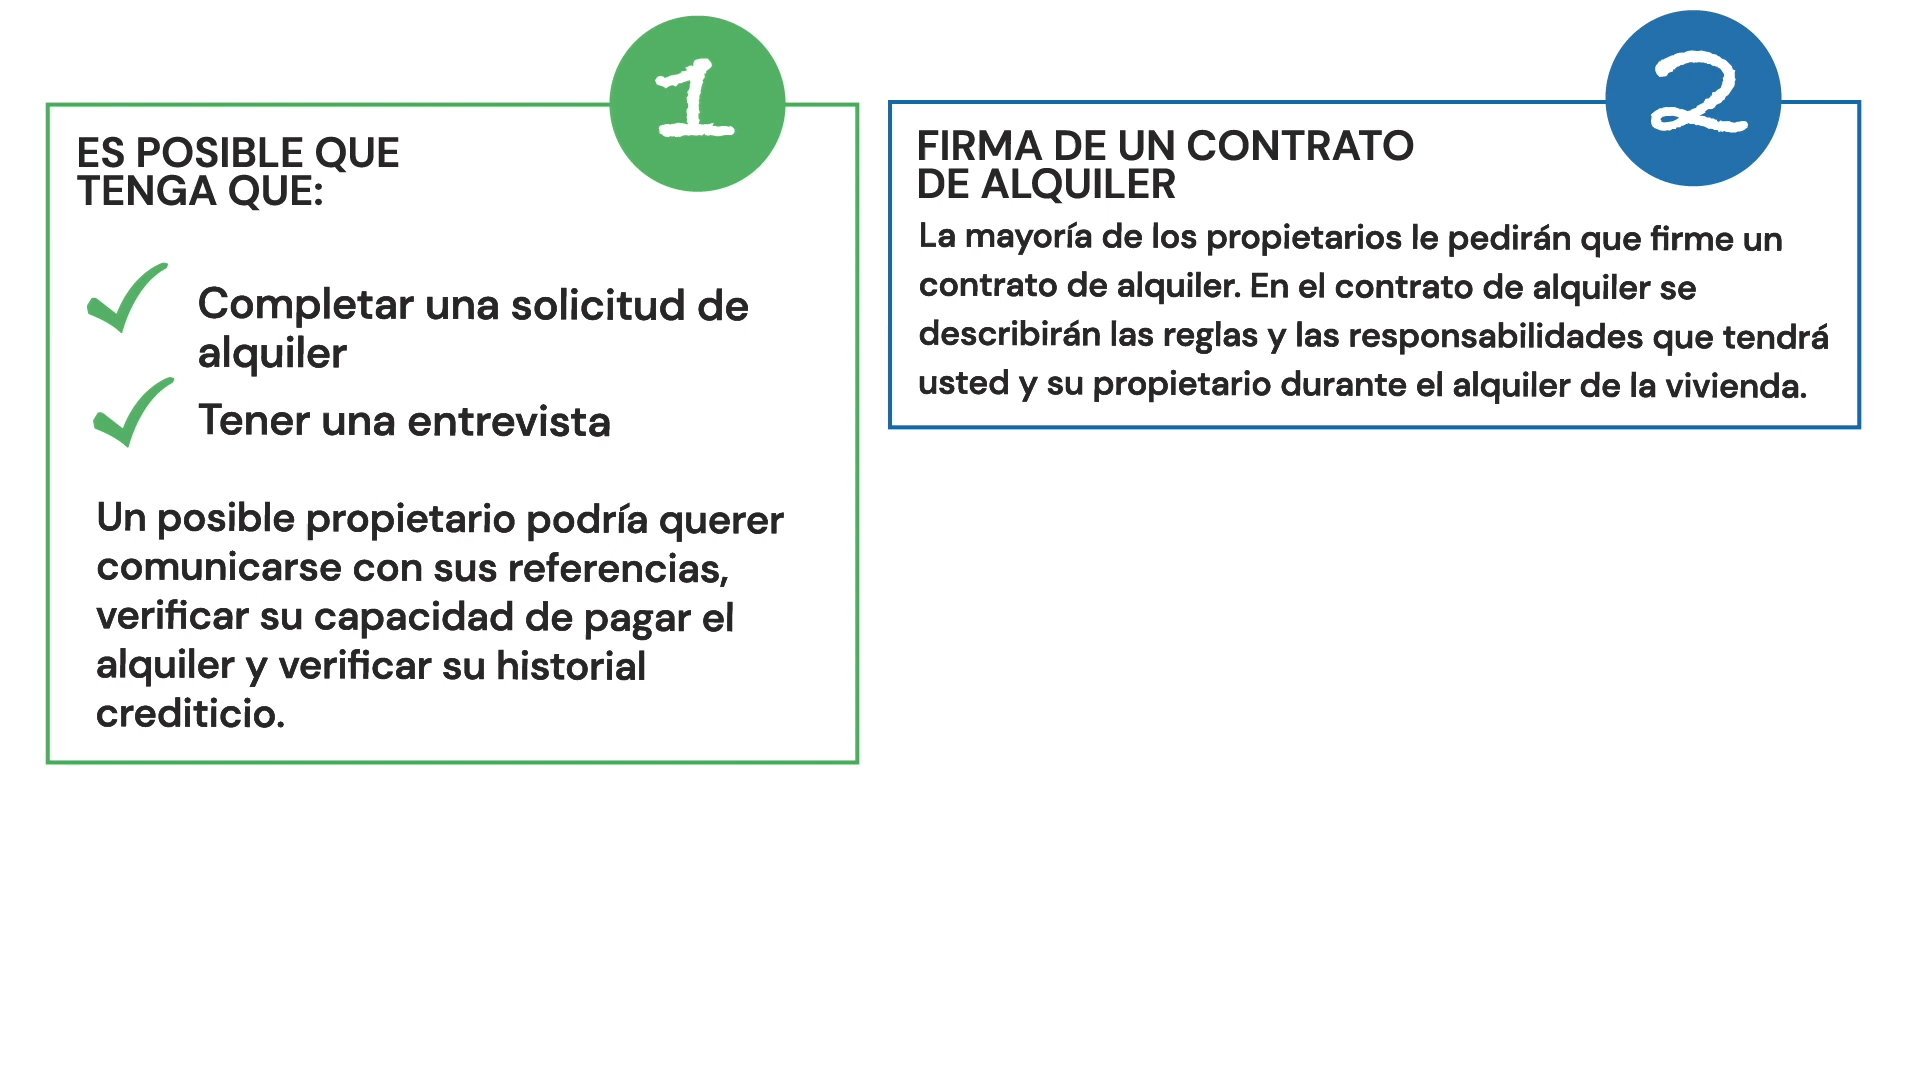 1
ES POSIBLE QUE
TENGA QUE:
Completar una solicitud de
alquiler
Tener una entrevista
Un posible propietario podría querer
comunicarse con sus referencias,
verificar su capacidad de pagar el
alquiler y verificar su historial
crediticio.
2
FIRMA DE UN CONTRATO
DE ALQUILER
La mayoría de los propietarios le pedirán que firme un
contrato de alquiler. En el contrato de alquiler se
describirán las reglas y las responsabilidades que tendrá
usted y su propietario durante el alquiler de la vivienda.